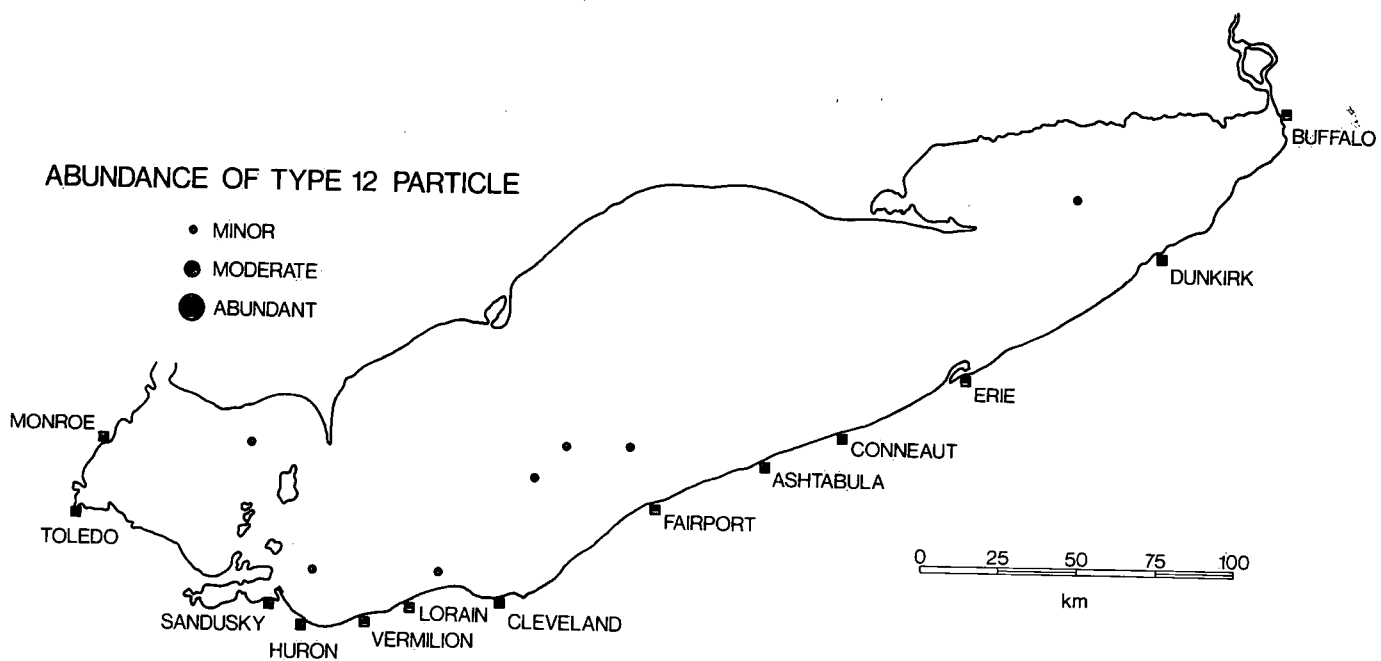 ABUNDANCE OF TYPE 12 PARTICLE
MINOR
MODERATE
ABUNDANT
BUFFALO
DUNKIRK
ERIE
CONNEAUT
ASHTABULA
FAIRPORT
MONROE
TOLEDO
SANDUSKY
HURON
VERMILION
LORAIN
CLEVELAND
0 25 50 75 100
km